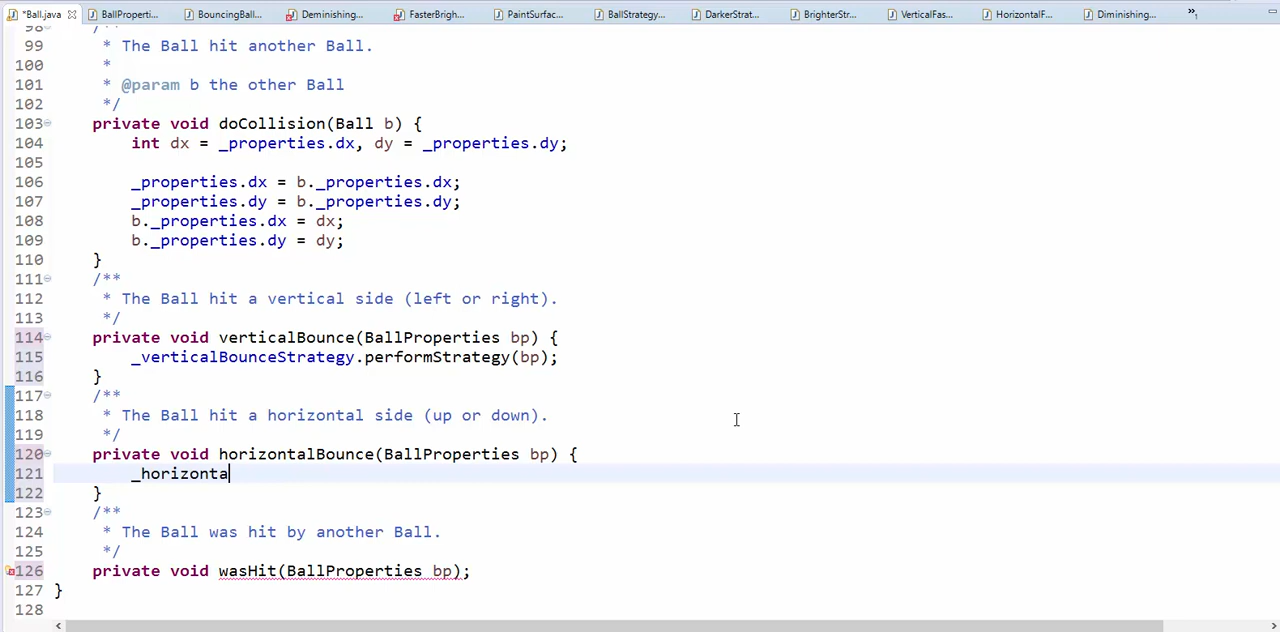 *Ball.java BallProperti... BouncingBall... Deminishing... FasterBrigh... PaintSurfac... BallStrategy... DarkerStrat... BrighterStr... VerticalFas... HorizontalF... Diminishing... »1
98 /**
99 * The Ball hit another Ball.
100 *
101 * @param b the other Ball
102 */
103 private void doCollision(Ball b) {
104 int dx = _properties.dx, dy = _properties.dy;
105
106 _properties.dx = b._properties.dx;
107 _properties.dy = b._properties.dy;
108 b._properties.dx = dx;
109 b._properties.dy = dy;
110 }
111 /**
112 * The Ball hit a vertical side (left or right).
113 */
114 private void verticalBounce(BallProperties bp) {
115 _verticalBounceStrategy.performStrategy(bp);
116 }
117 /**
118 * The Ball hit a horizontal side (up or down).
119 */
120 private void horizontalBounce(BallProperties bp) {
121 _horizonta
122 }
123 /**
124 * The Ball was hit by another Ball.
125 */
126 private void wasHit(BallProperties bp);
127 }
128